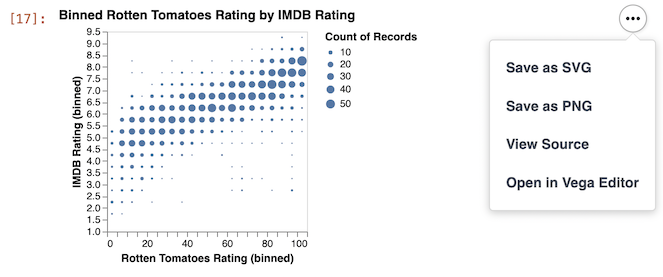 [17]:
Binned Rotten Tomatoes Rating by IMDB Rating
IMDB Rating (binned)
9.5
9.0
8.5
8.0
7.5
7.0
6.5
6.0
5.5
5.0
4.5
4.0
3.5
3.0
2.5
2.0
1.5
1.0
0 20 40 60 80 100
Rotten Tomatoes Rating (binned)
Count of Records
10
20
30
40
50
Save as SVG
Save as PNG
View Source
Open in Vega Editor